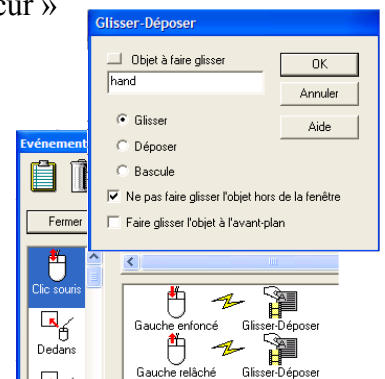 Glisser-Déposer
Objet à faire glisser
OK
hand
Annuler
Glisser
Aide
Déposer
Bascule
Ne pas faire glisser l'objet hors de la fenêtre
Faire glisser l'objet à l'avant-plan
Fermer
Clic souris
Dedans
Gauche enfoncé Glisser-Déposer
Gauche relâché Glisser-Déposer